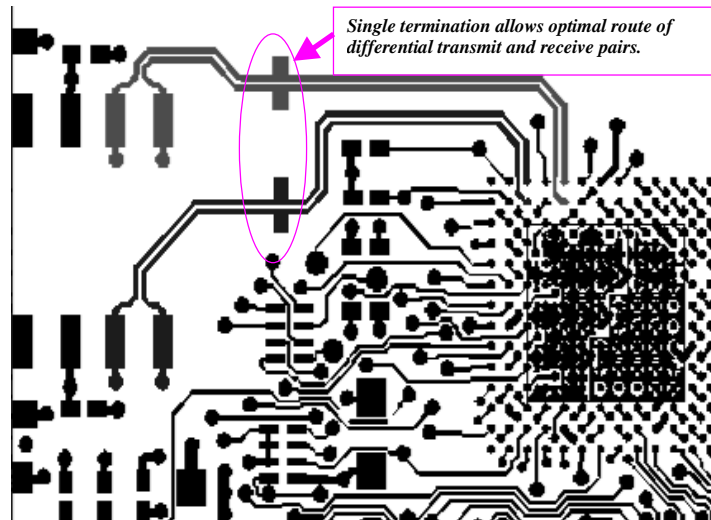 Single termination allows optimal route of
differential transmit and receive pairs.